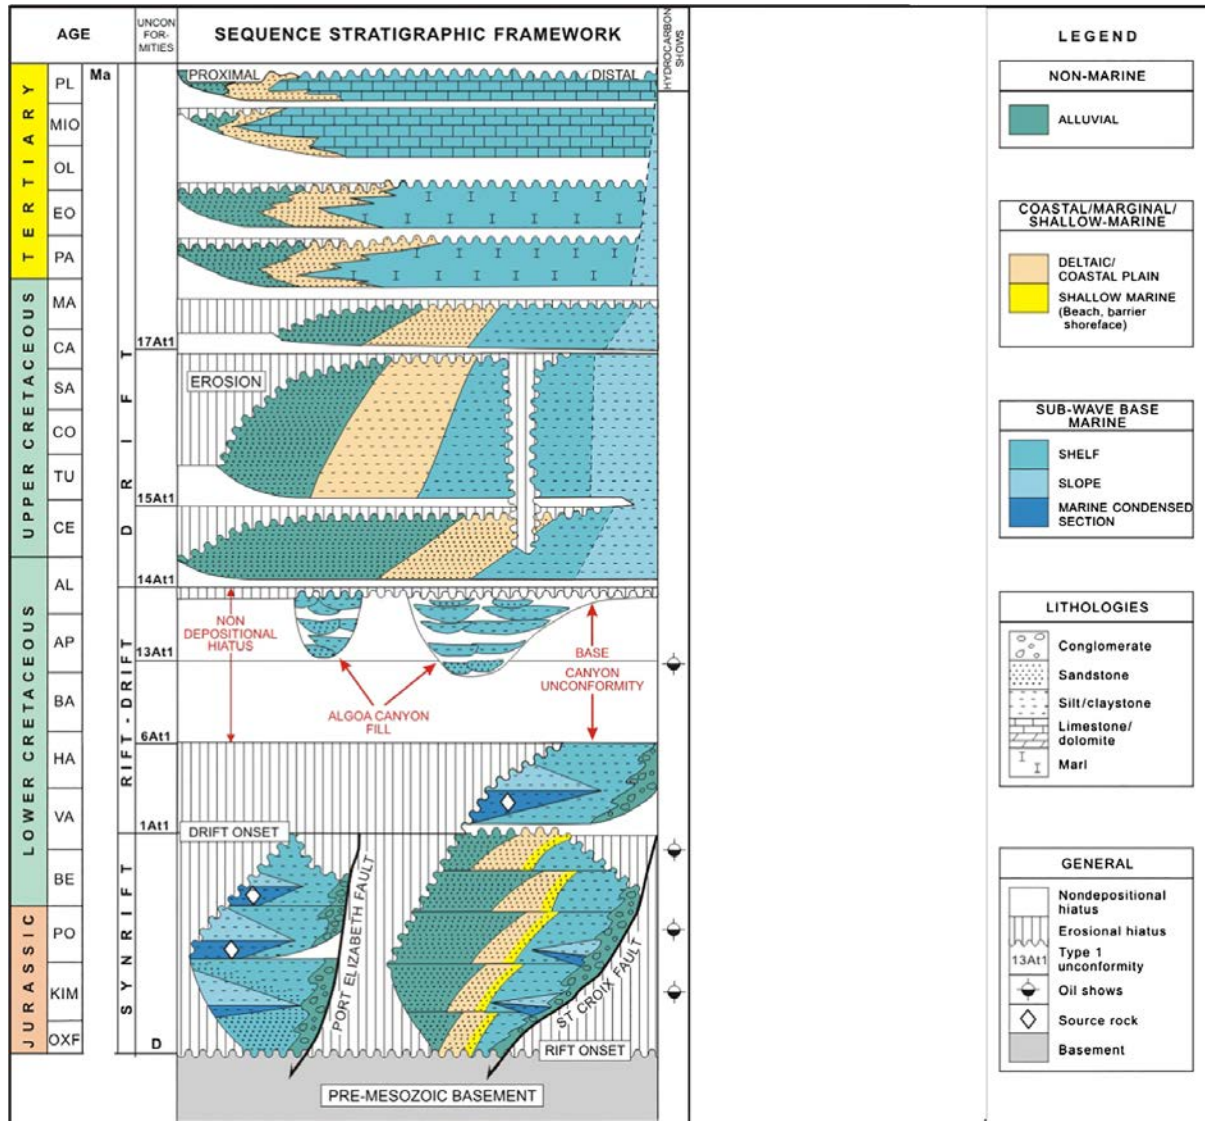 AGE
UNCON
FOR-
MITIES
SEQUENCE STRATIGRAPHIC FRAMEWORK
HYDROCARBON
SHOWS
Ma
TERTIARY
PL
MIO
OL
EO
PA
UPPER CRETACEOUS
MA
CA
SA
CO
TU
CE
LOWER CRETACEOUS
AL
AP
BA
HA
VA
BE
JURASSIC
PO
KIM
OXF
DRIFT
RIFT-DRIFT
SYNRIFT
17At1
15At1
14At1
13At1
6At1
1At1
D
PROXIMAL
DISTAL
EROSION
NON
DEPOSITIONAL
HIATUS
BASE
CANYON
UNCONFORMITY
ALGOA CANYON
FILL
DRIFT ONSET
PORT ELIZABETH FAULT
ST CROIX FAULT
RIFT ONSET
PRE-MESOZOIC BASEMENT
LEGEND
NON-MARINE
ALLUVIAL
COASTAL/MARGINAL/
SHALLOW-MARINE
DELTAIC/
COASTAL PLAIN
SHALLOW MARINE
(Beach, barrier
shoreface)
SUB-WAVE BASE
MARINE
SHELF
SLOPE
MARINE CONDENSED
SECTION
LITHOLOGIES
Conglomerate
Sandstone
Silt/claystone
Limestone/
dolomite
Marl
GENERAL
Nondepositional
hiatus
Erosional hiatus
13At1
Type 1
unconformity
Oil shows
Source rock
Basement